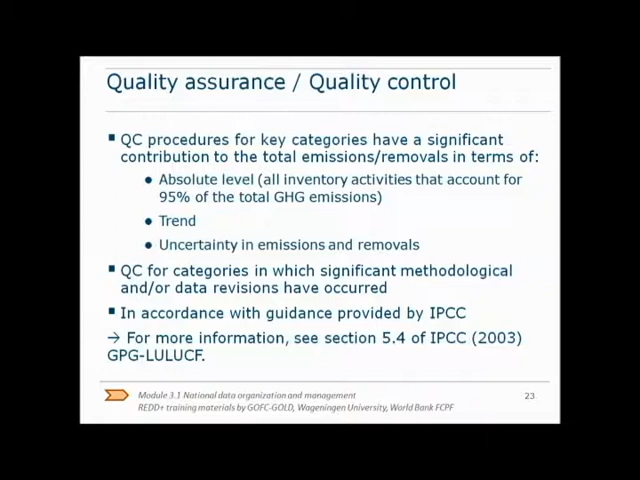 Quality assurance / Quality control
▪ QC procedures for key categories have a significant
contribution to the total emissions/removals in terms of:
● Absolute level (all inventory activities that account for
95% of the total GHG emissions)
● Trend
● Uncertainty in emissions and removals
▪ QC for categories in which significant methodological
and/or data revisions have occurred
▪ In accordance with guidance provided by IPCC
→ For more information, see section 5.4 of IPCC (2003)
GPG-LULUCF.
Module 3.1 National data organization and management
REDD+ training materials by GOFC-GOLD, Wageningen University, World Bank FCPF
23